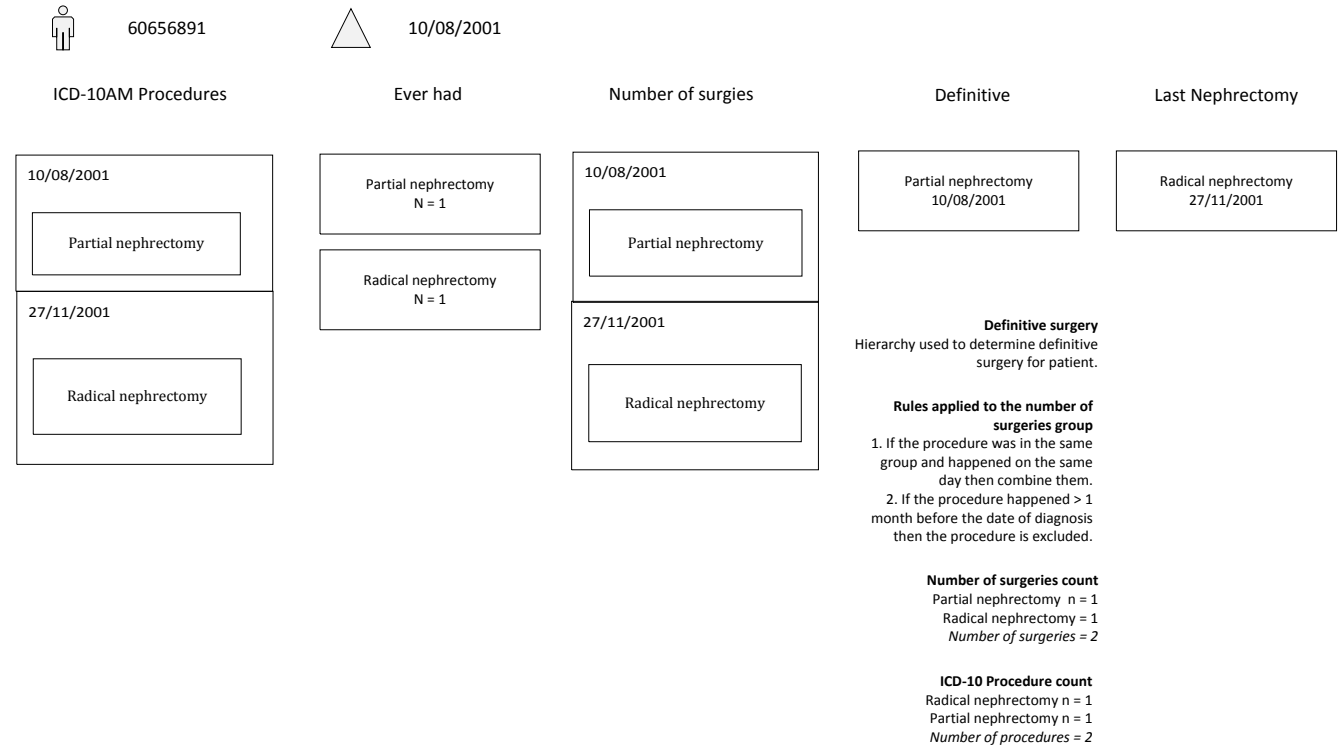 60656891
10/08/2001
ICD-10AM Procedures
Ever had
Number of surgies
Definitive
Last Nephrectomy
10/08/2001
Partial nephrectomy
27/11/2001
Radical nephrectomy
Partial nephrectomy
N = 1
Radical nephrectomy
N = 1
10/08/2001
Partial nephrectomy
27/11/2001
Radical nephrectomy
Partial nephrectomy
10/08/2001
Radical nephrectomy
27/11/2001
Definitive surgery
Hierarchy used to determine definitive
surgery for patient.
Rules applied to the number of
surgeries group
1. If the procedure was in the same
group and happened on the same
day then combine them.
2. If the procedure happened > 1
month before the date of diagnosis
then the procedure is excluded.
Number of surgeries count
Partial nephrectomy n = 1
Radical nephrectomy = 1
Number of surgeries = 2
ICD-10 Procedure count
Radical nephrectomy n = 1
Partial nephrectomy n = 1
Number of procedures = 2